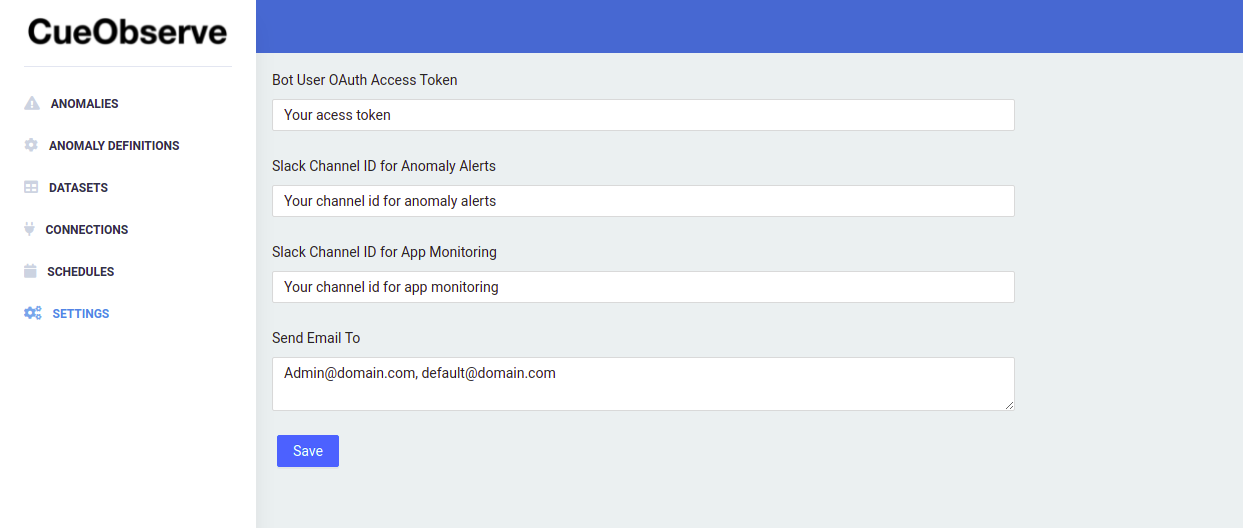 CueObserve
ANOMALIES
ANOMALY DEFINITIONS
DATASETS
CONNECTIONS
SCHEDULES
SETTINGS
Bot User OAuth Access Token
Your acess token
Slack Channel ID for Anomaly Alerts
Your channel id for anomaly alerts
Slack Channel ID for App Monitoring
Your channel id for app monitoring
Send Email To
Admin@domain.com, default@domain.com
Save